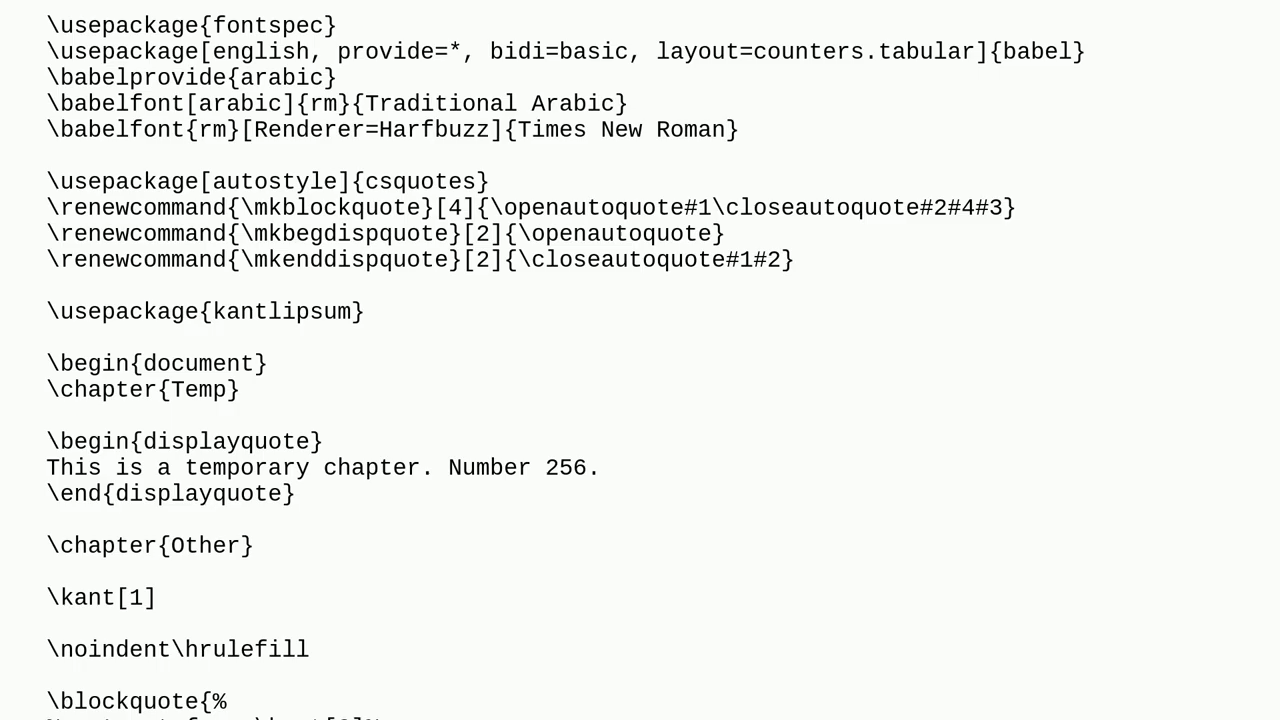 \usepackage{fontspec}
\usepackage[english, provide=*, bidi=basic, layout=counters.tabular]{babel}
\babelprovide{arabic}
\babelfont[arabic]{rm}{Traditional Arabic}
\babelfont{rm}[Renderer=Harfbuzz]{Times New Roman}
\usepackage[autostyle]{csquotes}
\renewcommand{\mkblockquote}[4]{\openautoquote#1\closeautoquote#2#4#3}
\renewcommand{\mkbegdispquote}[2]{\openautoquote}
\renewcommand{\mkenddispquote}[2]{\closeautoquote#1#2}
\usepackage{kantlipsum}
\begin{document}
\chapter{Temp}
\begin{displayquote}
This is a temporary chapter. Number 256.
\end{displayquote}
\chapter{Other}
\kant[1]
\noindent\hrulefill
\blockquote{%